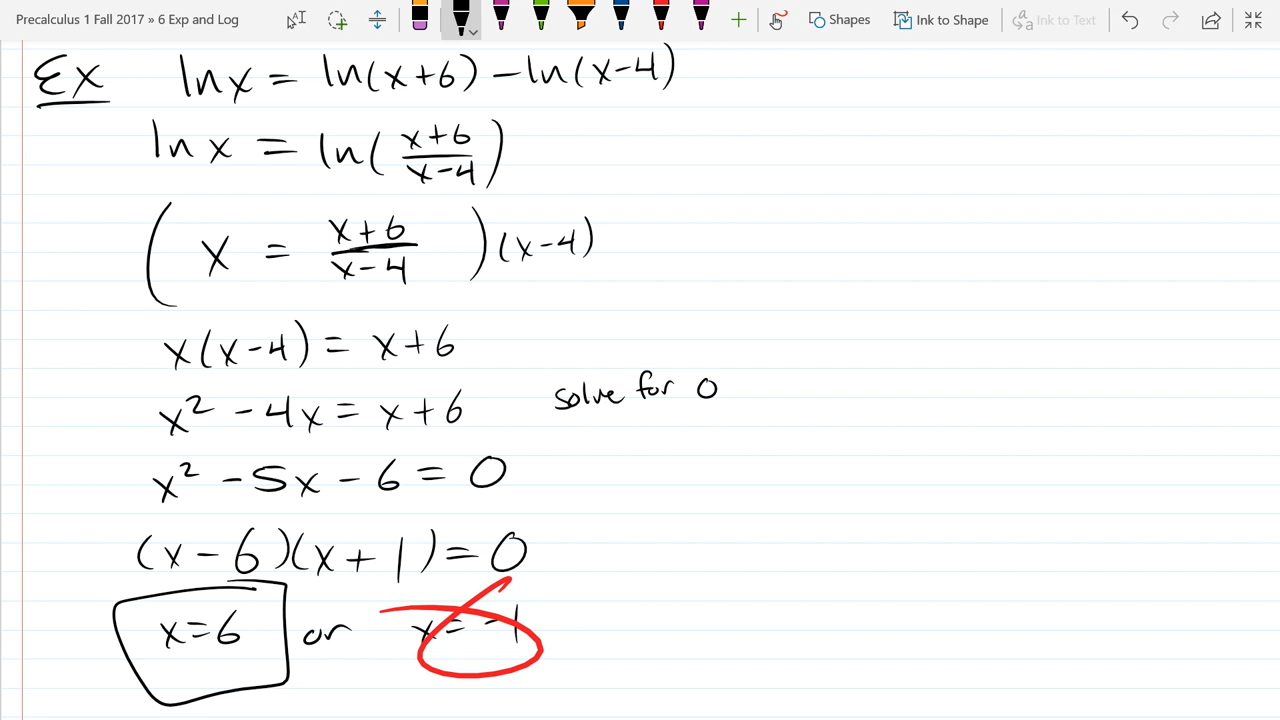 Precalculus 1 Fall 2017 » 6 Exp and Log
Shapes
Ink to Shape
Ink to Text
Ex ln x = ln(x+6) − ln(x−4)
ln x = ln( x+6 / x−4 )
( x = x+6 / x−4 ) (x−4)
x(x−4) = x+6
x² − 4x = x+6 solve for 0
x² − 5x − 6 = 0
(x − 6)(x + 1) = 0
x=6 or x= −1